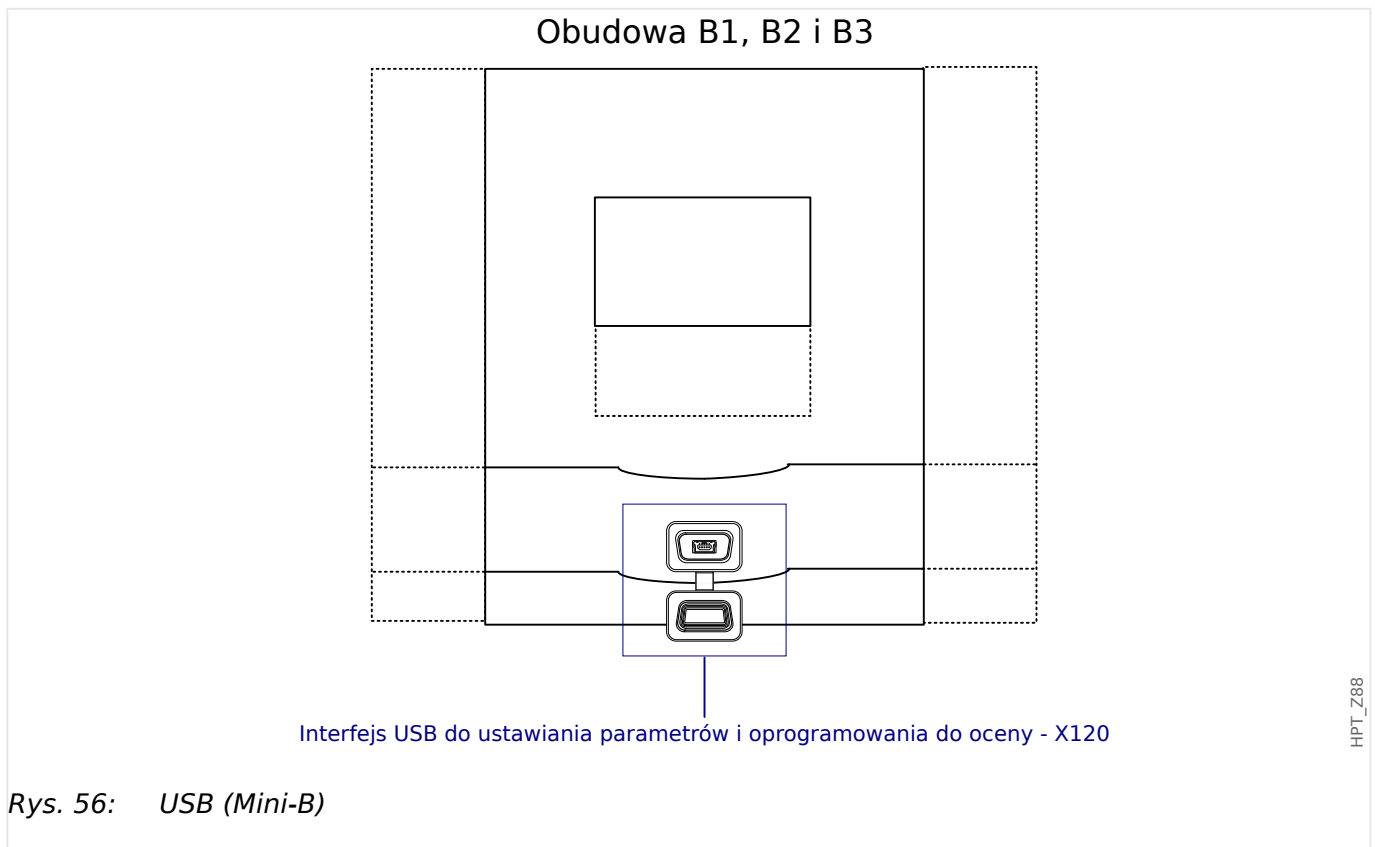 Obudowa B1, B2 i B3
Interfejs USB do ustawiania parametrów i oprogramowania do oceny - X120
HPT_Z88
Rys. 56: USB (Mini-B)